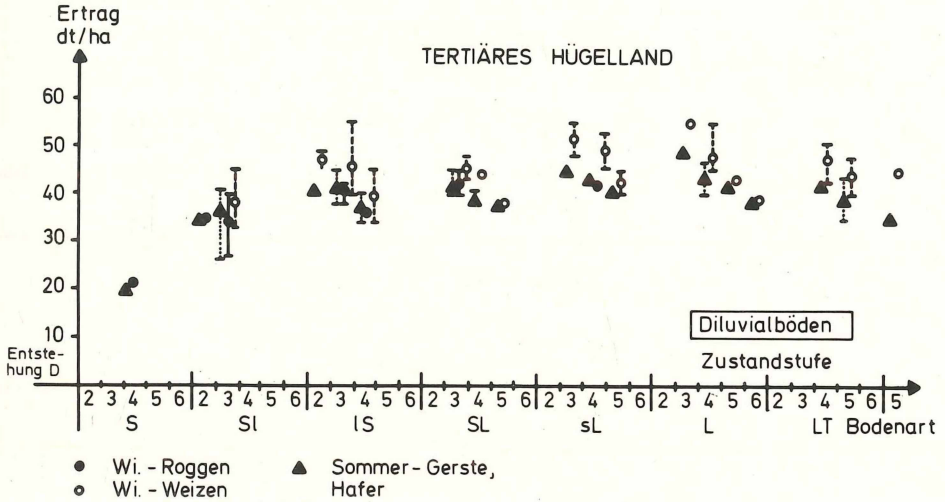 Ertrag
dt/ha
TERTIÄRES HÜGELLAND
60
50
40
30
20
10
Diluvialböden
Entste-
hung D
Zustandstufe
2 3 4 5 6 2 3 4 5 6 2 3 4 5 6 2 3 4 5 6 2 3 4 5 6 2 3 4 5 6 2 3 4 5 6 5
S Sl lS SL sL L LT Bodenart
Wi. - Roggen
Wi. - Weizen
Sommer - Gerste,
Hafer